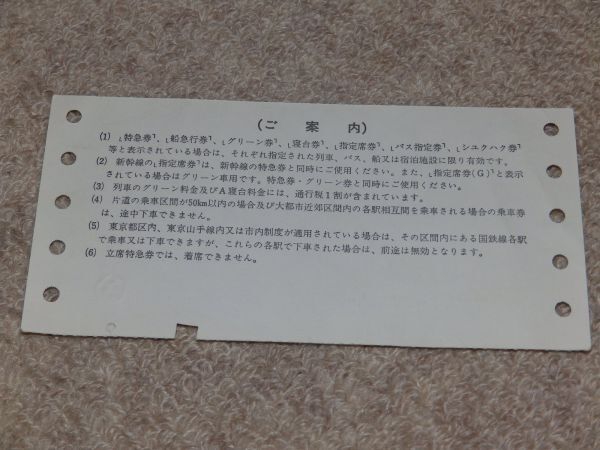 (ご案内)
(1) ˪特急券˥、˪船急行券˥、˪グリーン券˥、˪寝台券˥、˪指定席券˥、˪バス指定券˥、˪シユクハク券˥
等と表示されている場合は、それぞれ指定された列車、バス、船又は宿泊施設に限り有効です。
(2) 新幹線の˪指定席券˥は、新幹線の特急券と同時にご使用ください。また、˪指定席券(G)˥と表示
されている場合はグリーン車用です。特急券・グリーン券と同時にご使用ください。
(3) 列車のグリーン料金及びA寝台料金には、通行税1割が含まれています。
(4) 片道の乗車区間が50km以内の場合及び大都市近郊区間内の各駅相互間を乗車される場合の乗車券
は、途中下車できません。
(5) 東京都区内、東京山手線内又は市内制度が適用されている場合は、その区間内にある国鉄線各駅
で乗車又は下車できますが、これらの各駅で下車された場合は、前途は無効となります。
(6) 立席特急券では、着席できません。